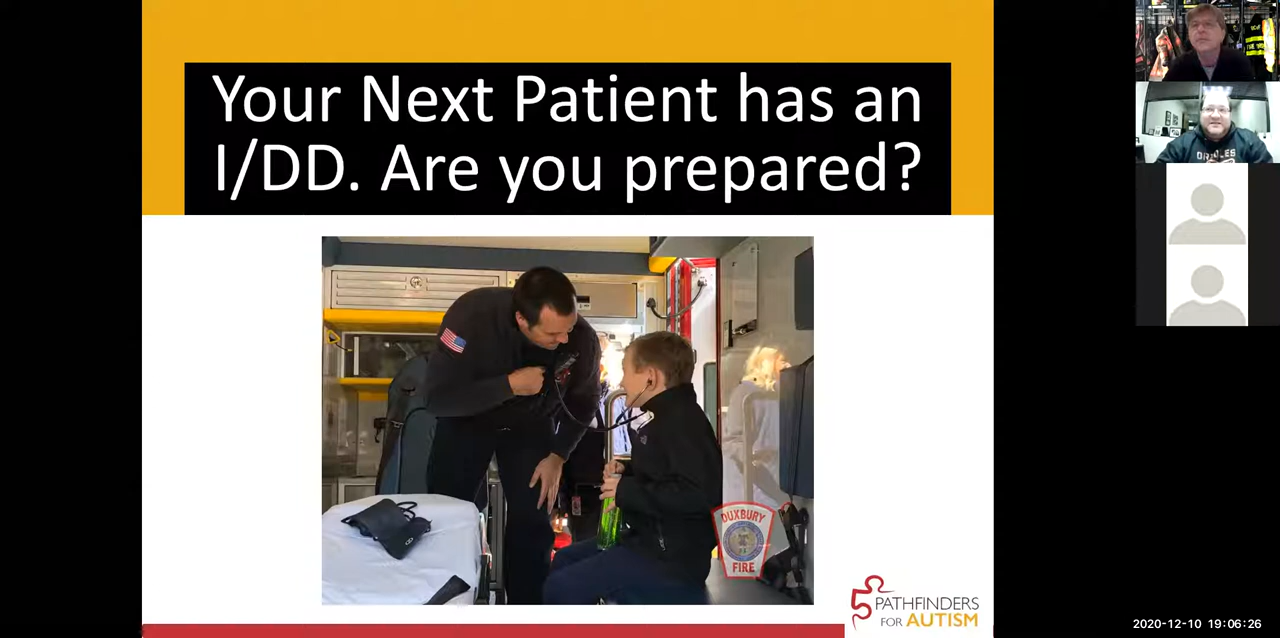 Your Next Patient has an
I/DD. Are you prepared?
DUXBURY
FIRE
PATHFINDERS
FOR AUTISM
ORIOLES
2020-12-10 19:06:26